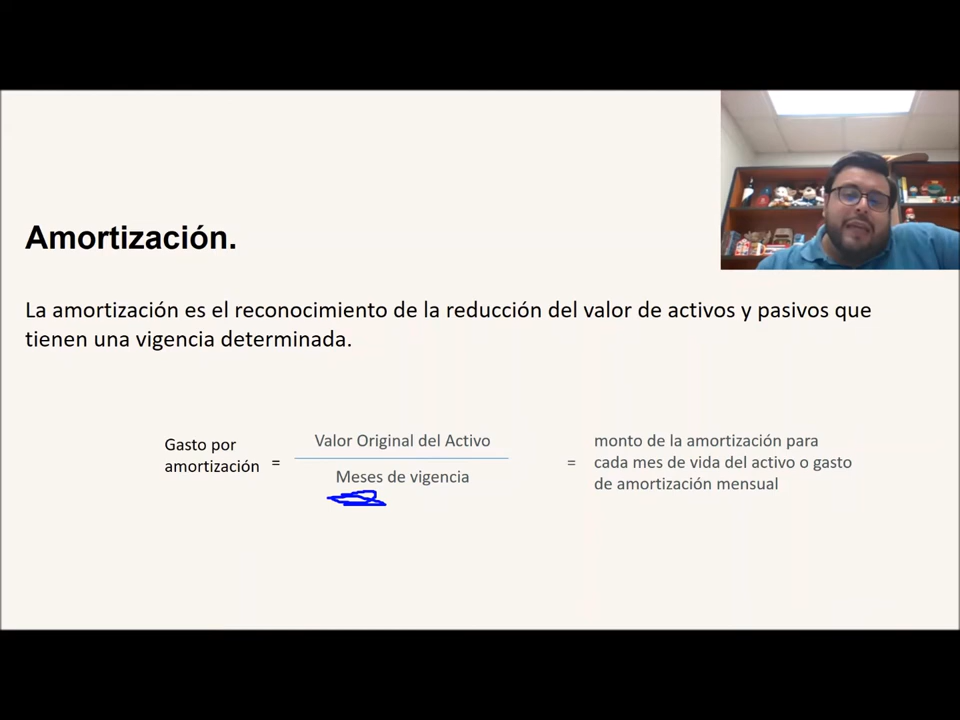 Amortización.
La amortización es el reconocimiento de la reducción del valor de activos y pasivos que
tienen una vigencia determinada.
Gasto por
amortización
=
Valor Original del Activo
Meses de vigencia
=
monto de la amortización para
cada mes de vida del activo o gasto
de amortización mensual